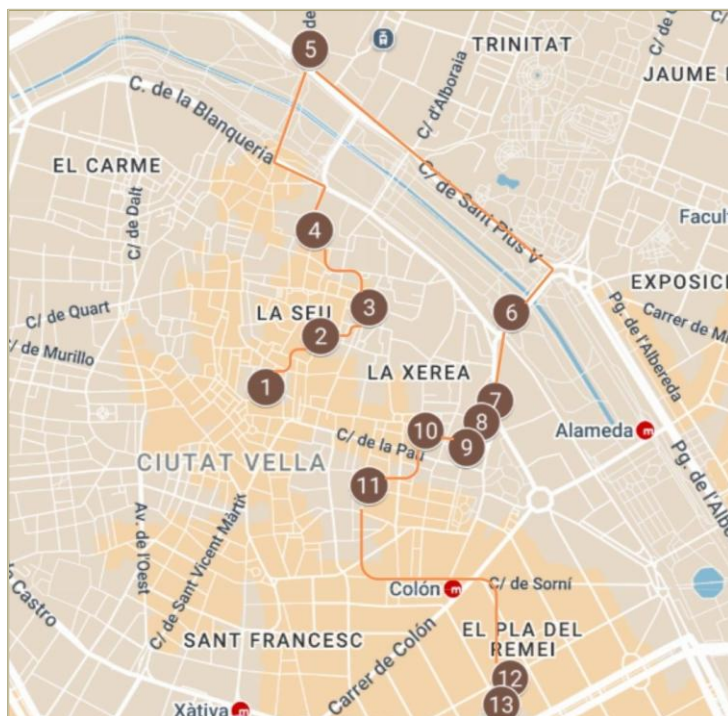 5
de
TRINITAT
JAUME
C/ d'Alboraia
C. de la Blanqueria
EL CARME
C/ de Dalt
C/ de Sant Pius V
Facul
4
EXPOSICI
3
6
LA SEU
2
C/ de Quart
C/ de Murillo
Pg. de l'Albereda
Carrer de Mi
LA XEREA
1
7
8
10
9
C/ de la Pau
Alameda m
CIUTAT VELLA
11
Pg. de l'Alb
Av. de l'Oest
C/ de Sant Vicent Màrtir
Castro
Colón m
C/ de Sorní
SANT FRANCESC
Carrer de Colón
EL PLA DEL
REMEI
12
13
Xàtiva m